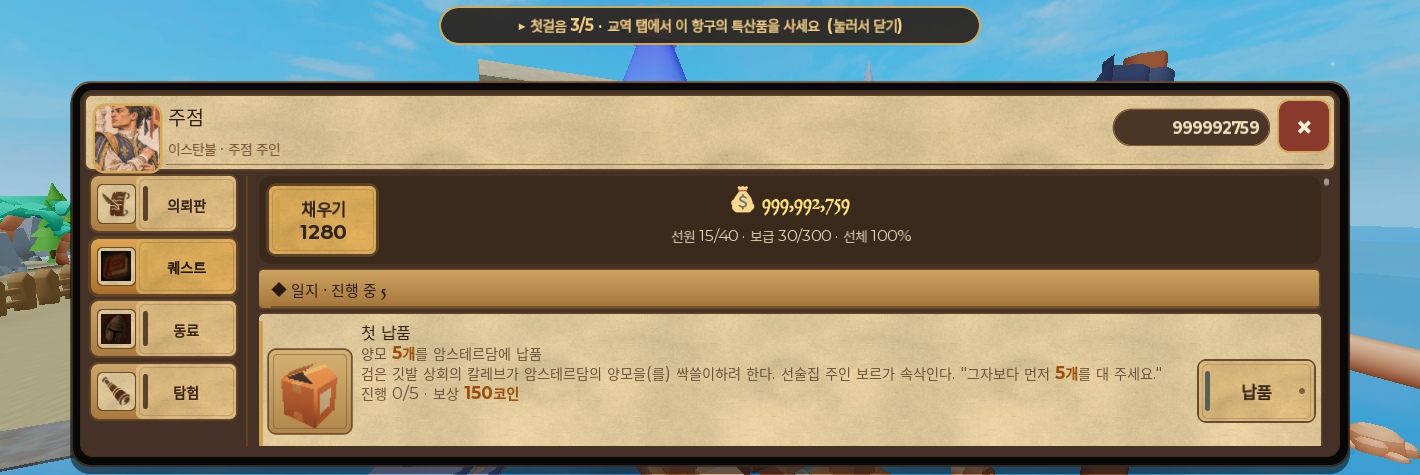 ▸ 첫걸음 3/5 · 교역 탭에서 이 항구의 특산품을 사세요 (눌러서 닫기)
주점
이스탄불 · 주점 주인
999992759
×
의뢰판
퀘스트
동료
탐험
채우기
1280
999,992,759
선원 15/40 · 보급 30/300 · 선체 100%
◆ 일지 · 진행 중 5
첫 납품
양모 5개를 암스테르담에 납품
검은 깃발 상회의 칼레브가 암스테르담의 양모을(를) 싹쓸이하려 한다. 선술집 주인 보르가 속삭인다. "그자보다 먼저 5개를 대 주세요."
진행 0/5 · 보상 150코인
납품